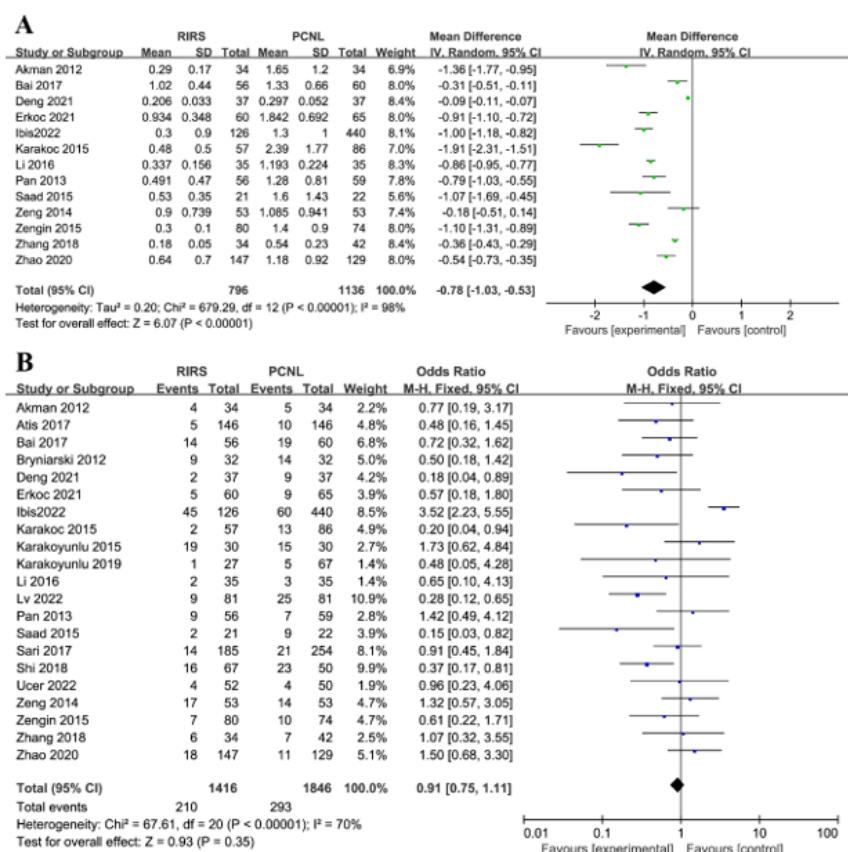 A
RIRS PCNL Mean Difference Mean Difference
Study or Subgroup Mean SD Total Mean SD Total Weight IV, Random, 95% CI IV, Random, 95% CI
Akman 2012 0.29 0.17 34 1.65 1.2 34 6.9% -1.36 [-1.77, -0.95]
Bai 2017 1.02 0.44 56 1.33 0.66 60 8.0% -0.31 [-0.51, -0.11]
Deng 2021 0.206 0.033 37 0.297 0.052 37 8.4% -0.09 [-0.11, -0.07]
Erkoc 2021 0.934 0.348 60 1.842 0.692 65 8.1% -0.91 [-1.10, -0.72]
Ibis2022 0.3 0.9 126 1.3 1 440 8.1% -1.00 [-1.18, -0.82]
Karakoc 2015 0.48 0.5 57 2.39 1.77 86 6.9% -1.91 [-2.31, -1.51]
Li 2016 0.337 0.156 35 1.193 0.224 35 8.3% -0.86 [-0.95, -0.77]
Pan 2013 0.491 0.47 56 1.28 0.81 59 7.8% -0.79 [-1.03, -0.55]
Saad 2015 0.53 0.35 21 1.6 1.43 22 5.5% -1.07 [-1.69, -0.45]
Zeng 2014 0.9 0.739 53 1.085 0.941 53 7.4% -0.18 [-0.51, 0.14]
Zengin 2015 0.3 0.1 80 1.4 0.9 74 8.0% -1.10 [-1.31, -0.89]
Zhang 2018 0.18 0.05 34 0.54 0.23 42 8.4% -0.36 [-0.43, -0.29]
Zhao 2020 0.64 0.7 147 1.18 0.92 129 8.1% -0.54 [-0.73, -0.35]
Total (95% CI) 796 1136 100.0% -0.78 [-1.03, -0.53]
Heterogeneity: Tau² = 0.20; Chi² = 679.29, df = 12 (P < 0.00001); I² = 98%
Test for overall effect: Z = 6.07 (P < 0.00001)
-2 -1 0 1 2
Favours [experimental] Favours [control]
B
RIRS PCNL Odds Ratio Odds Ratio
Study or Subgroup Events Total Events Total Weight M-H, Fixed, 95% CI M-H, Fixed, 95% CI
Akman 2012 4 34 5 34 2.2% 0.77 [0.19, 3.17]
Atis 2017 5 146 10 146 4.8% 0.48 [0.16, 1.45]
Bai 2017 14 56 19 60 6.8% 0.72 [0.32, 1.62]
Bryniarski 2012 9 32 14 32 5.0% 0.50 [0.18, 1.42]
Deng 2021 2 37 9 37 4.2% 0.18 [0.04, 0.89]
Erkoc 2021 5 60 9 65 3.9% 0.57 [0.18, 1.80]
Ibis2022 45 126 60 440 8.5% 3.52 [2.23, 5.55]
Karakoc 2015 2 57 13 86 4.9% 0.20 [0.04, 0.94]
Karakoyunlu 2015 19 30 15 30 2.7% 1.73 [0.62, 4.84]
Karakoyunlu 2019 1 27 5 67 1.4% 0.48 [0.05, 4.28]
Li 2016 2 35 3 35 1.4% 0.65 [0.10, 4.13]
Lv 2022 9 81 25 81 10.9% 0.28 [0.12, 0.65]
Pan 2013 9 56 7 59 2.8% 1.42 [0.49, 4.12]
Saad 2015 2 21 9 22 3.9% 0.15 [0.03, 0.82]
Sari 2017 14 185 21 254 8.1% 0.91 [0.45, 1.84]
Shi 2018 16 67 23 50 9.8% 0.37 [0.17, 0.81]
Ucer 2022 4 52 4 50 1.9% 0.96 [0.23, 4.06]
Zeng 2014 17 53 14 53 4.7% 1.32 [0.57, 3.05]
Zengin 2015 7 80 10 74 4.7% 0.61 [0.22, 1.71]
Zhang 2018 6 34 7 42 2.5% 1.07 [0.32, 3.55]
Zhao 2020 18 147 11 129 5.1% 1.50 [0.68, 3.30]
Total (95% CI) 1416 1846 100.0% 0.91 [0.75, 1.11]
Total events 210 293
Heterogeneity: Chi² = 67.61, df = 20 (P < 0.00001); I² = 70%
Test for overall effect: Z = 0.93 (P = 0.35)
0.01 0.1 1 10 100
Favours [experimental] Favours [control]